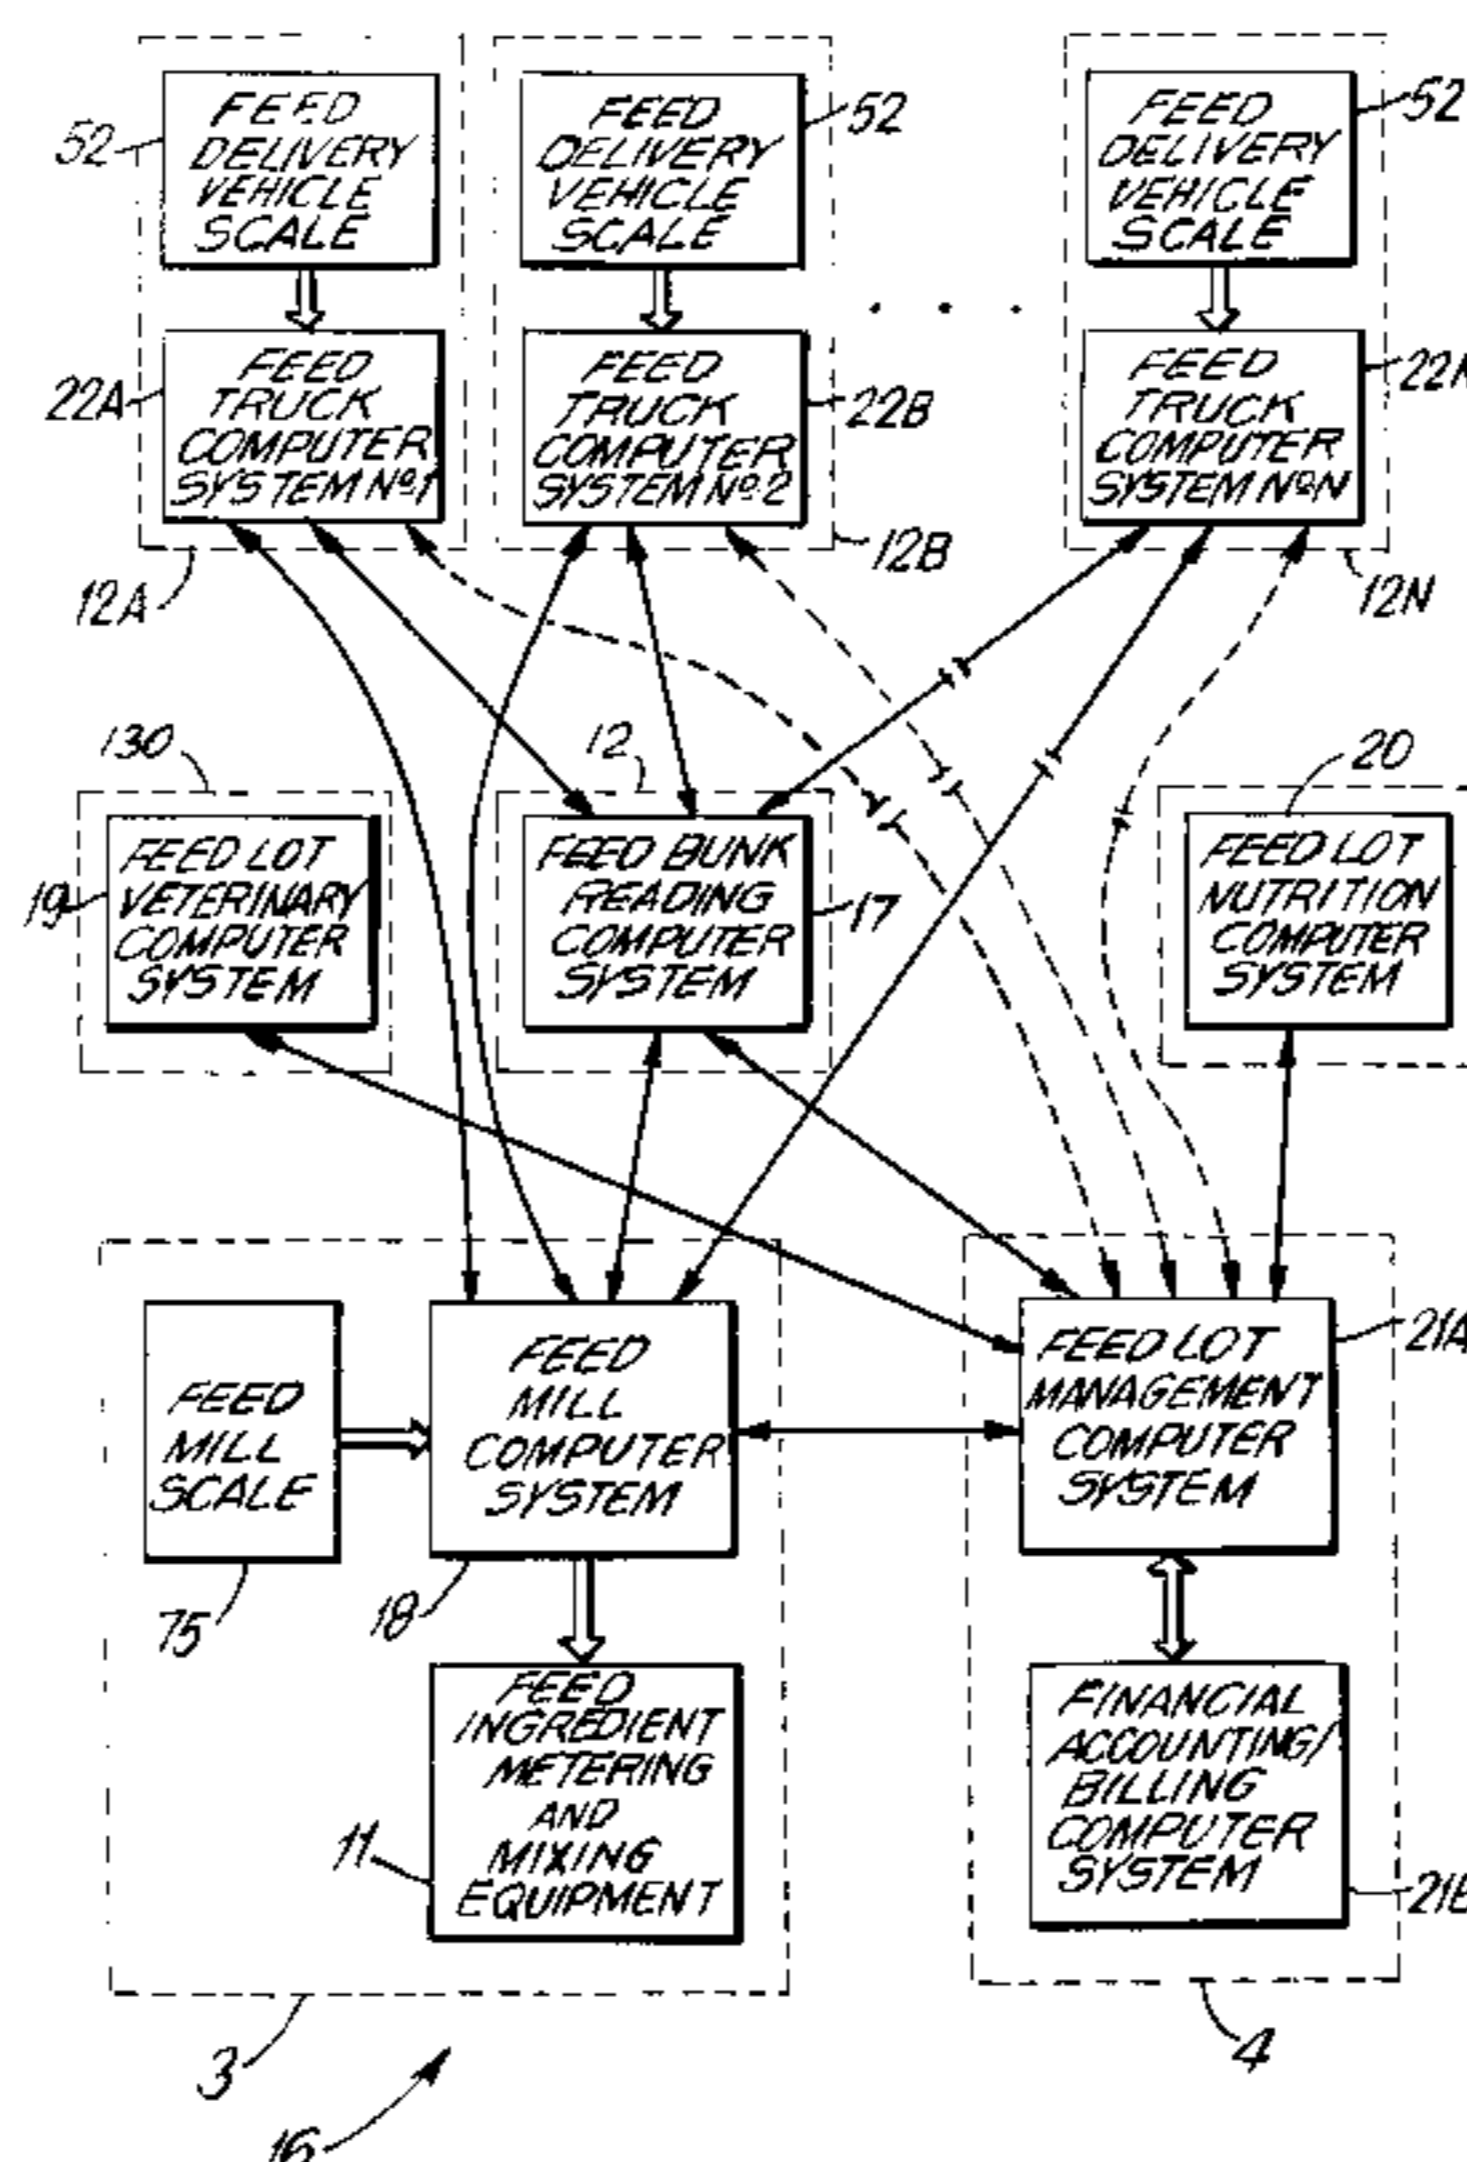 FEED
DELIVERY
VEHICLE
SCALE
52
FEED
DELIVERY
VEHICLE
SCALE
52
FEED
DELIVERY
VEHICLE
SCALE
52
. . .
FEED
TRUCK
COMPUTER
SYSTEM Nº1
22A
FEED
TRUCK
COMPUTER
SYSTEM Nº2
22B
FEED
TRUCK
COMPUTER
SYSTEM NºN
22N
12A
12B
12N
130
12
20
FEED LOT
VETERINARY
COMPUTER
SYSTEM
19
FEED BUNK
READING
COMPUTER
SYSTEM
17
FEED LOT
NUTRITION
COMPUTER
SYSTEM
FEED
MILL
SCALE
75
FEED
MILL
COMPUTER
SYSTEM
18
FEED LOT
MANAGEMENT
COMPUTER
SYSTEM
21A
FEED
INGREDIENT
METERING
AND
MIXING
EQUIPMENT
11
FINANCIAL
ACCOUNTING/
BILLING
COMPUTER
SYSTEM
21B
3
4
16